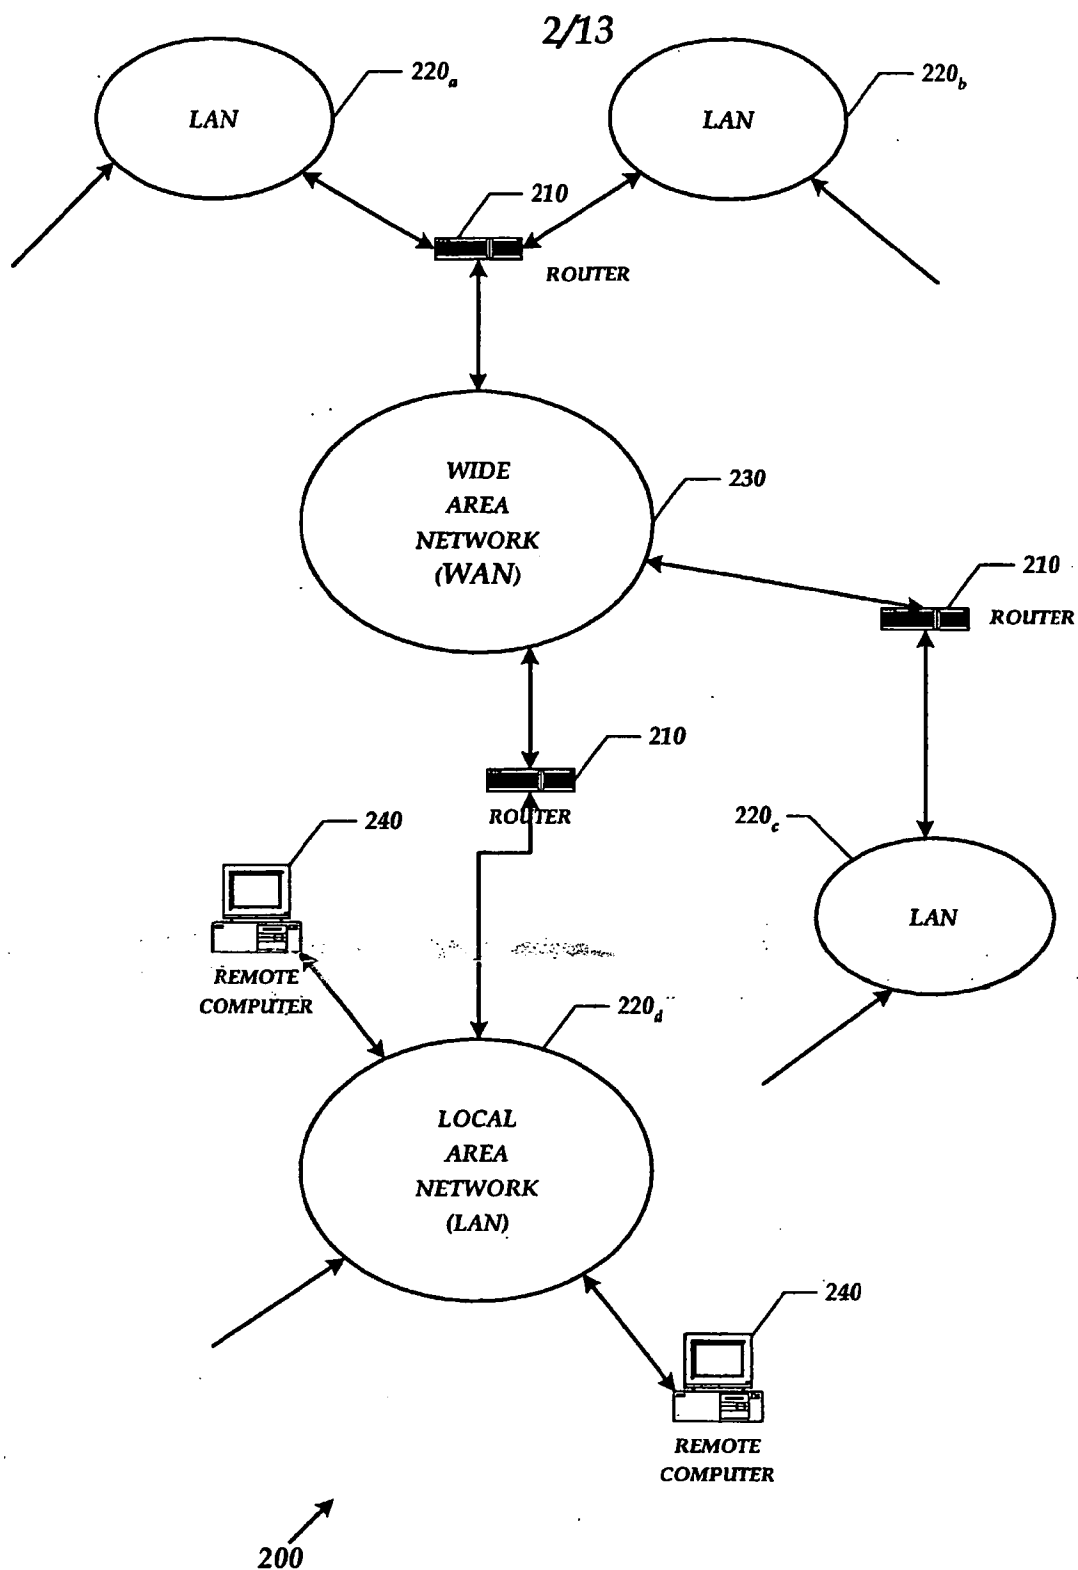 2/13
220a
220b
LAN
LAN
210
ROUTER
WIDE
AREA
NETWORK
(WAN)
230
210
ROUTER
210
ROUTER
240
220c
LAN
REMOTE
COMPUTER
220d
LOCAL
AREA
NETWORK
(LAN)
240
REMOTE
COMPUTER
200